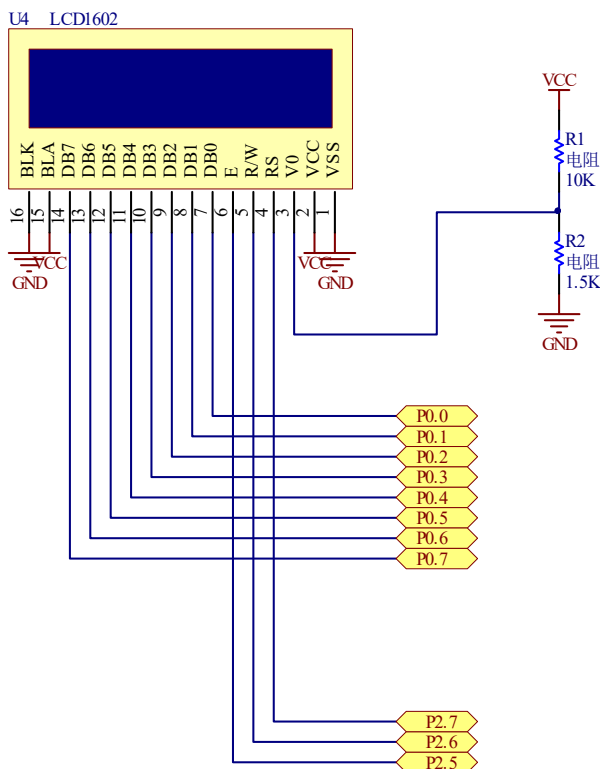 U4 LCD1602
BLK
BLA
DB7
DB6
DB5
DB4
DB3
DB2
DB1
DB0
E
R/W
RS
V0
VCC
VSS
16
15
14
13
12
11
10
9
8
7
6
5
4
3
2
1
VCC
GND
VCC
GND
VCC
R1
电阻
10K
R2
电阻
1.5K
GND
P0.0
P0.1
P0.2
P0.3
P0.4
P0.5
P0.6
P0.7
P2.7
P2.6
P2.5